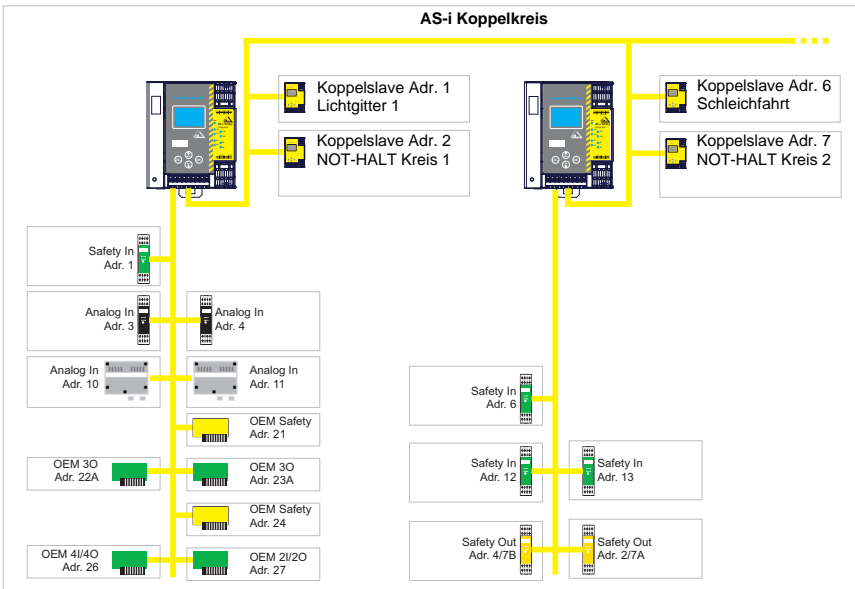 AS-i Koppelkreis
Koppelslave Adr. 1
Lichtgitter 1
Koppelslave Adr. 2
NOT-HALT Kreis 1
Koppelslave Adr. 6
Schleichfahrt
Koppelslave Adr. 7
NOT-HALT Kreis 2
Safety In
Adr. 1
Analog In
Adr. 3
Analog In
Adr. 4
Analog In
Adr. 10
Analog In
Adr. 11
OEM Safety
Adr. 21
OEM 3O
Adr. 22A
OEM 3O
Adr. 23A
OEM Safety
Adr. 24
OEM 4I/4O
Adr. 26
OEM 2I/2O
Adr. 27
Safety In
Adr. 6
Safety In
Adr. 12
Safety In
Adr. 13
Safety Out
Adr. 4/7B
Safety Out
Adr. 2/7A